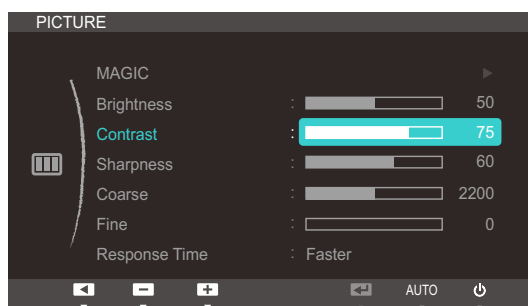 PICTURE
MAGIC
Brightness : 50
Contrast : 75
Sharpness : 60
Coarse : 2200
Fine : 0
Response Time : Faster
AUTO